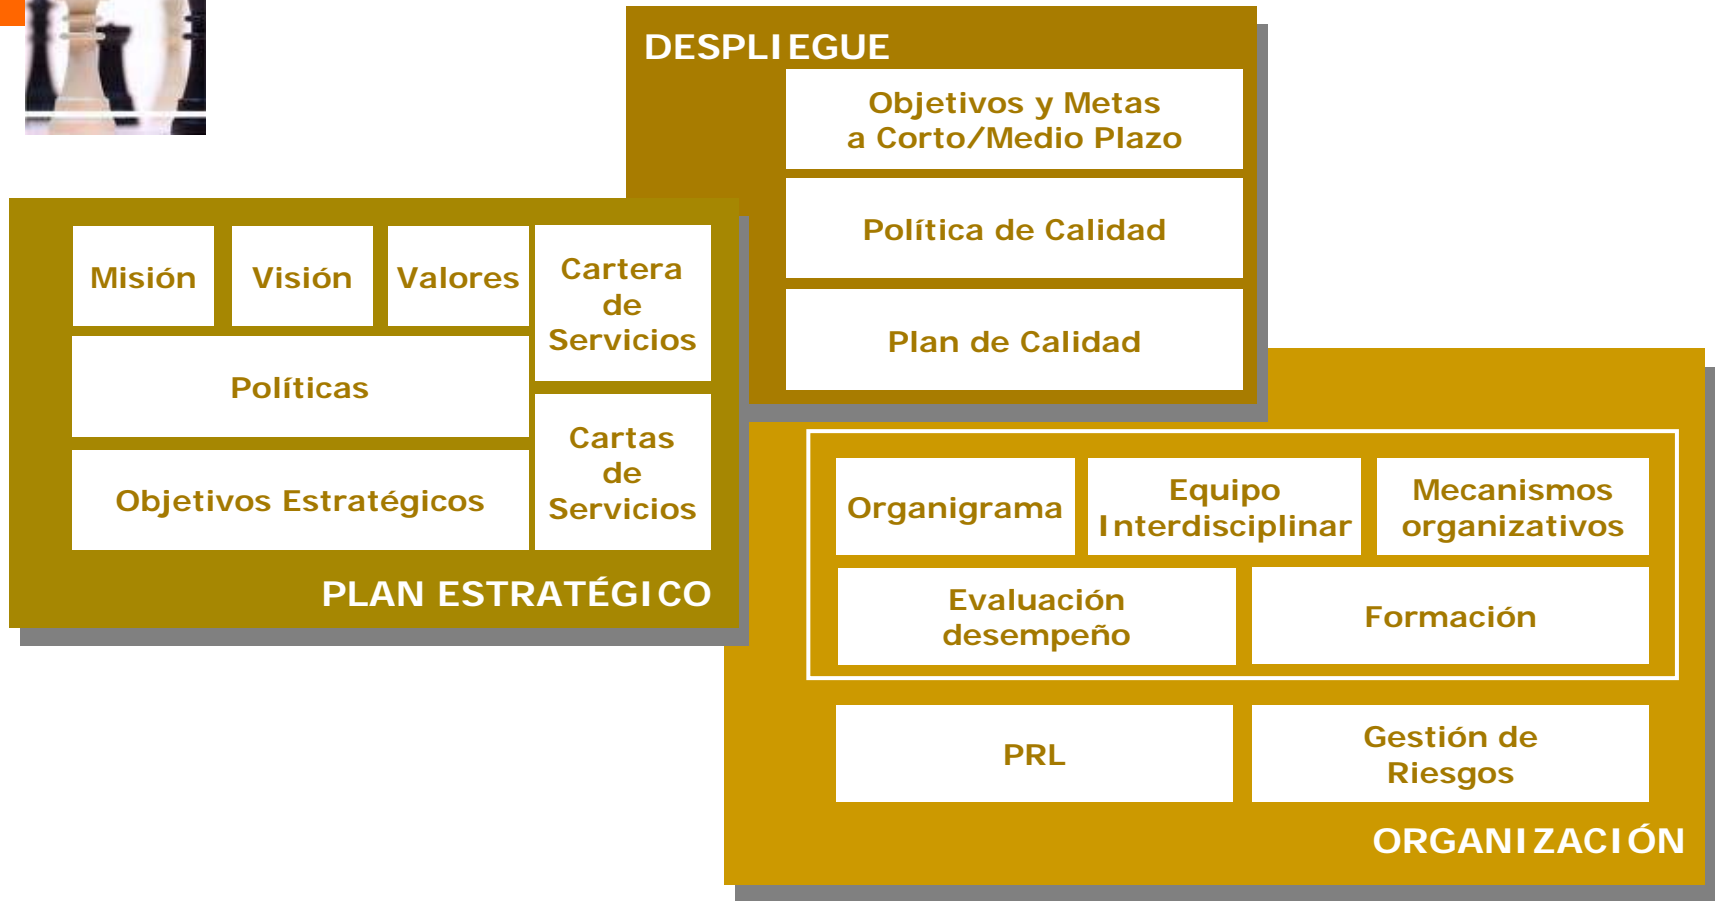 DESPLIEGUE
Objetivos y Metas
a Corto/Medio Plazo
Política de Calidad
Plan de Calidad
Misión
Visión
Valores
Cartera
de
Servicios
Políticas
Cartas
de
Servicios
Objetivos Estratégicos
PLAN ESTRATÉGICO
Organigrama
Equipo
Interdisciplinar
Mecanismos
organizativos
Evaluación
desempeño
Formación
PRL
Gestión de
Riesgos
ORGANIZACIÓN